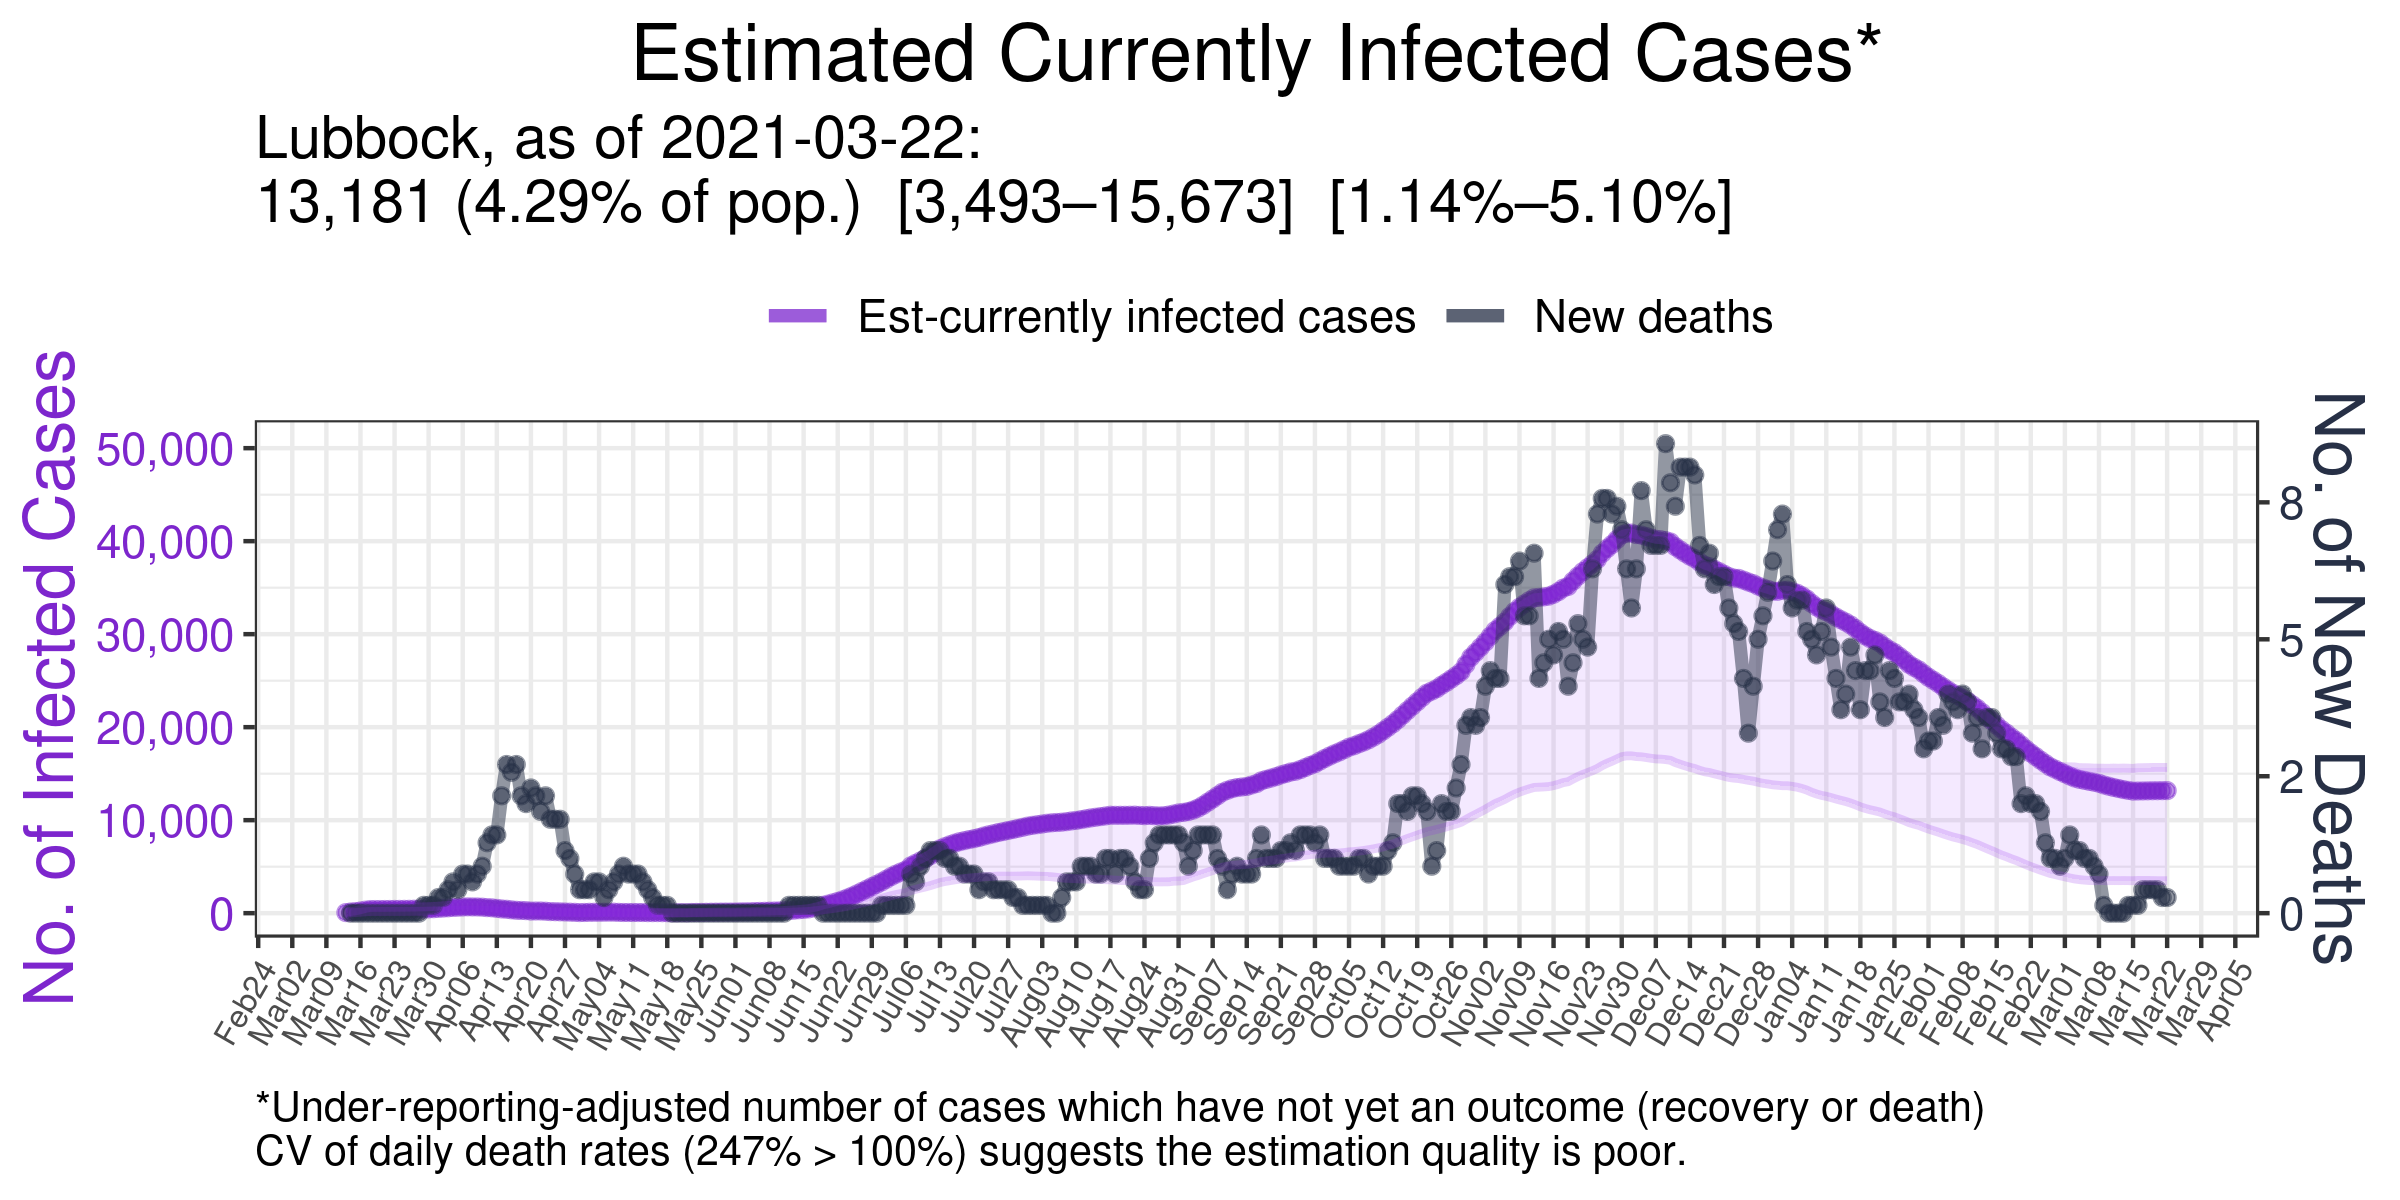 Estimated Currently Infected Cases*
Lubbock, as of 2021-03-22:
13,181 (4.29% of pop.)  [3,493–15,673]  [1.14%–5.10%]
Est-currently infected cases
New deaths
No. of Infected Cases
50,000
40,000
30,000
20,000
10,000
0
No. of New Deaths
8
5
2
0
Feb24
Mar02
Mar09
Mar16
Mar23
Mar30
Apr06
Apr13
Apr20
Apr27
May04
May11
May18
May25
Jun01
Jun08
Jun15
Jun22
Jun29
Jul06
Jul13
Jul20
Jul27
Aug03
Aug10
Aug17
Aug24
Aug31
Sep07
Sep14
Sep21
Sep28
Oct05
Oct12
Oct19
Oct26
Nov02
Nov09
Nov16
Nov23
Nov30
Dec07
Dec14
Dec21
Dec28
Jan04
Jan11
Jan18
Jan25
Feb01
Feb08
Feb15
Feb22
Mar01
Mar08
Mar15
Mar22
Mar29
Apr05
*Under-reporting-adjusted number of cases which have not yet an outcome (recovery or death)
CV of daily death rates (247% > 100%) suggests the estimation quality is poor.